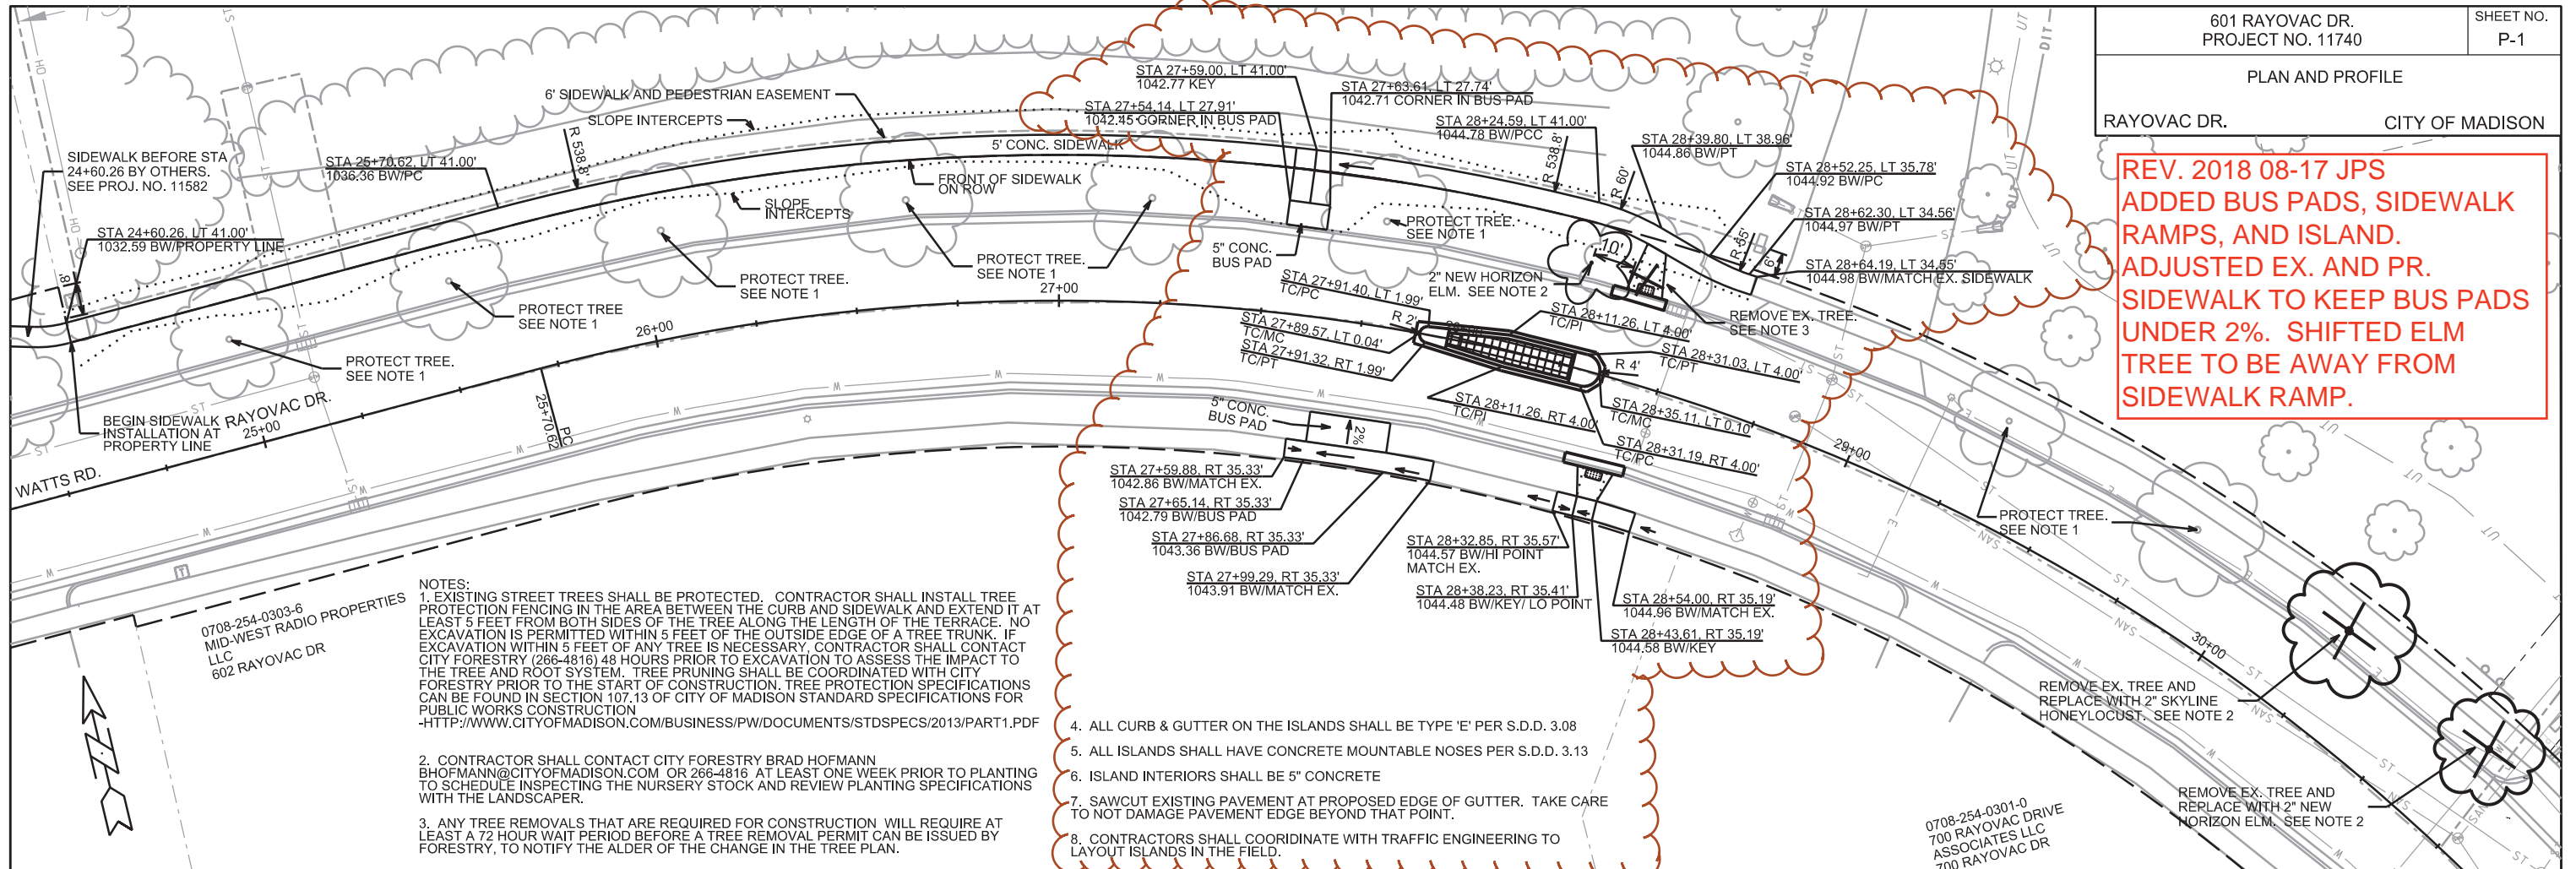 601 RAYOVAC DR.
PROJECT NO. 11740
SHEET NO.
P-1
PLAN AND PROFILE
RAYOVAC DR.
CITY OF MADISON
REV. 2018 08-17 JPS
ADDED BUS PADS, SIDEWALK
RAMPS, AND ISLAND.
ADJUSTED EX. AND PR.
SIDEWALK TO KEEP BUS PADS
UNDER 2%. SHIFTED ELM
TREE TO BE AWAY FROM
SIDEWALK RAMP.
SIDEWALK BEFORE STA
24+60.26 BY OTHERS.
SEE PROJ. NO. 11582
STA 24+60.26, LT 41.00'
1032.59 BW/PROPERTY LINE
8'
STA 25+70.62, LT 41.00'
1036.36 BW/PC
6' SIDEWALK AND PEDESTRIAN EASEMENT
SLOPE INTERCEPTS
R 538.8'
5' CONC. SIDEWALK
FRONT OF SIDEWALK
ON ROW
SLOPE
INTERCEPTS
STA 27+59.00, LT 41.00'
1042.77 KEY
STA 27+54.14, LT 27.91'
1042.45 CORNER IN BUS PAD
STA 27+63.61, LT 27.74'
1042.71 CORNER IN BUS PAD
STA 28+24.59, LT 41.00'
1044.78 BW/PCC
R 538.8'
R 60'
STA 28+39.80, LT 38.96'
1044.86 BW/PT
STA 28+52.25, LT 35.78'
1044.92 BW/PC
STA 28+62.30, LT 34.56'
1044.97 BW/PT
R 55'
6'
STA 28+64.19, LT 34.55'
1044.98 BW/MATCH EX. SIDEWALK
PROTECT TREE.
SEE NOTE 1
10'
5" CONC.
BUS PAD
2" NEW HORIZON
ELM. SEE NOTE 2
REMOVE EX. TREE.
SEE NOTE 3
PROTECT TREE.
SEE NOTE 1
PROTECT TREE.
SEE NOTE 1
PROTECT TREE
SEE NOTE 1
PROTECT TREE.
SEE NOTE 1
BEGIN SIDEWALK
INSTALLATION AT
PROPERTY LINE
RAYOVAC DR.
WATTS RD.
25+00
26+00
27+00
29+00
30+00
PC
25+70.62
STA 27+91.40, LT 1.99'
TC/PC
R 2'
STA 27+89.57, LT 0.04'
TC/MC
STA 27+91.32, RT 1.99'
TC/PT
STA 28+11.26, LT 4.00'
TC/PI
STA 28+31.03, LT 4.00'
TC/PT
R 4'
STA 28+11.26, RT 4.00'
TC/PI
STA 28+35.11, LT 0.10'
TC/MC
STA 28+31.19, RT 4.00'
TC/PC
5" CONC.
BUS PAD
2%
STA 27+59.88, RT 35.33'
1042.86 BW/MATCH EX.
STA 27+65.14, RT 35.33'
1042.79 BW/BUS PAD
STA 27+86.68, RT 35.33'
1043.36 BW/BUS PAD
STA 27+99.29, RT 35.33'
1043.91 BW/MATCH EX.
STA 28+32.85, RT 35.57'
1044.57 BW/HI POINT
MATCH EX.
STA 28+38.23, RT 35.41'
1044.48 BW/KEY/ LO POINT
STA 28+54.00, RT 35.19'
1044.96 BW/MATCH EX.
STA 28+43.61, RT 35.19'
1044.58 BW/KEY
PROTECT TREE.
SEE NOTE 1
REMOVE EX. TREE AND
REPLACE WITH 2" SKYLINE
HONEYLOCUST. SEE NOTE 2
REMOVE EX. TREE AND
REPLACE WITH 2" NEW
HORIZON ELM. SEE NOTE 2
0708-254-0303-6
MID-WEST RADIO PROPERTIES
LLC
602 RAYOVAC DR
0708-254-0301-0
700 RAYOVAC DRIVE
ASSOCIATES LLC
700 RAYOVAC DR
NOTES:
1. EXISTING STREET TREES SHALL BE PROTECTED. CONTRACTOR SHALL INSTALL TREE
PROTECTION FENCING IN THE AREA BETWEEN THE CURB AND SIDEWALK AND EXTEND IT AT
LEAST 5 FEET FROM BOTH SIDES OF THE TREE ALONG THE LENGTH OF THE TERRACE. NO
EXCAVATION IS PERMITTED WITHIN 5 FEET OF THE OUTSIDE EDGE OF A TREE TRUNK. IF
EXCAVATION WITHIN 5 FEET OF ANY TREE IS NECESSARY, CONTRACTOR SHALL CONTACT
CITY FORESTRY (266-4816) 48 HOURS PRIOR TO EXCAVATION TO ASSESS THE IMPACT TO
THE TREE AND ROOT SYSTEM. TREE PRUNING SHALL BE COORDINATED WITH CITY
FORESTRY PRIOR TO THE START OF CONSTRUCTION. TREE PROTECTION SPECIFICATIONS
CAN BE FOUND IN SECTION 107.13 OF CITY OF MADISON STANDARD SPECIFICATIONS FOR
PUBLIC WORKS CONSTRUCTION
-HTTP://WWW.CITYOFMADISON.COM/BUSINESS/PW/DOCUMENTS/STDSPECS/2013/PART1.PDF
2. CONTRACTOR SHALL CONTACT CITY FORESTRY BRAD HOFMANN
BHOFMANN@CITYOFMADISON.COM OR 266-4816 AT LEAST ONE WEEK PRIOR TO PLANTING
TO SCHEDULE INSPECTING THE NURSERY STOCK AND REVIEW PLANTING SPECIFICATIONS
WITH THE LANDSCAPER.
3. ANY TREE REMOVALS THAT ARE REQUIRED FOR CONSTRUCTION WILL REQUIRE AT
LEAST A 72 HOUR WAIT PERIOD BEFORE A TREE REMOVAL PERMIT CAN BE ISSUED BY
FORESTRY, TO NOTIFY THE ALDER OF THE CHANGE IN THE TREE PLAN.
4. ALL CURB & GUTTER ON THE ISLANDS SHALL BE TYPE 'E' PER S.D.D. 3.08
5. ALL ISLANDS SHALL HAVE CONCRETE MOUNTABLE NOSES PER S.D.D. 3.13
6. ISLAND INTERIORS SHALL BE 5" CONCRETE
7. SAWCUT EXISTING PAVEMENT AT PROPOSED EDGE OF GUTTER. TAKE CARE
TO NOT DAMAGE PAVEMENT EDGE BEYOND THAT POINT.
8. CONTRACTORS SHALL COORIDINATE WITH TRAFFIC ENGINEERING TO
LAYOUT ISLANDS IN THE FIELD.